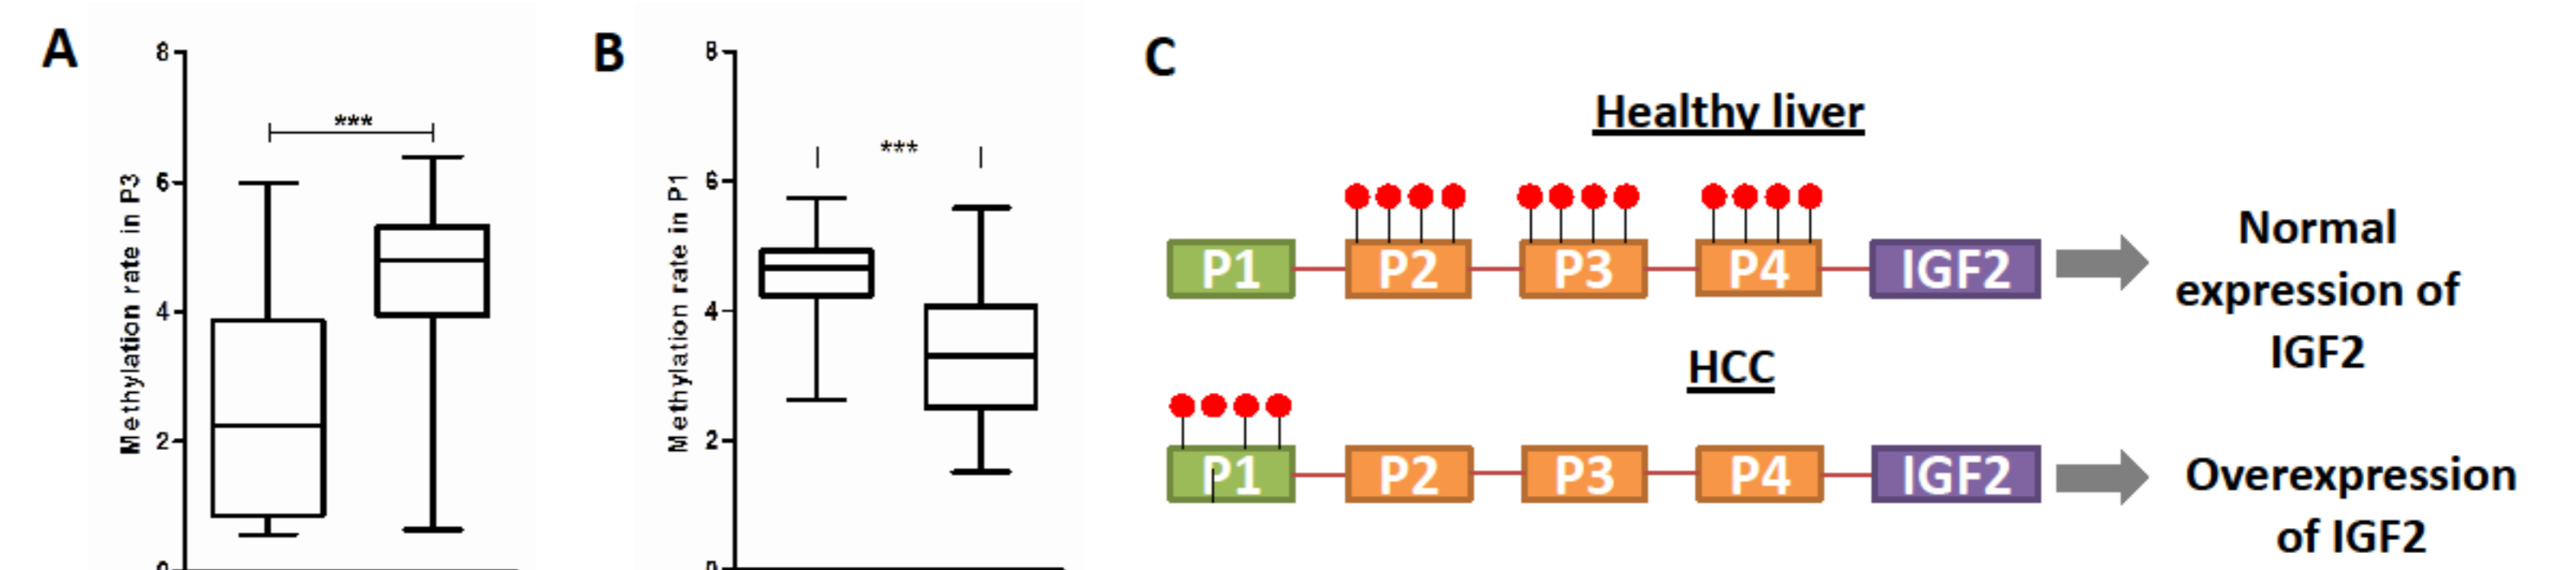 A
8
6
4
2
0
Methylation rate in P3
***
B
8
6
4
2
0
Methylation rate in P1
***
C
Healthy liver
P1 P2 P3 P4 IGF2
Normal
expression of
IGF2
HCC
P1 P2 P3 P4 IGF2
Overexpression
of IGF2